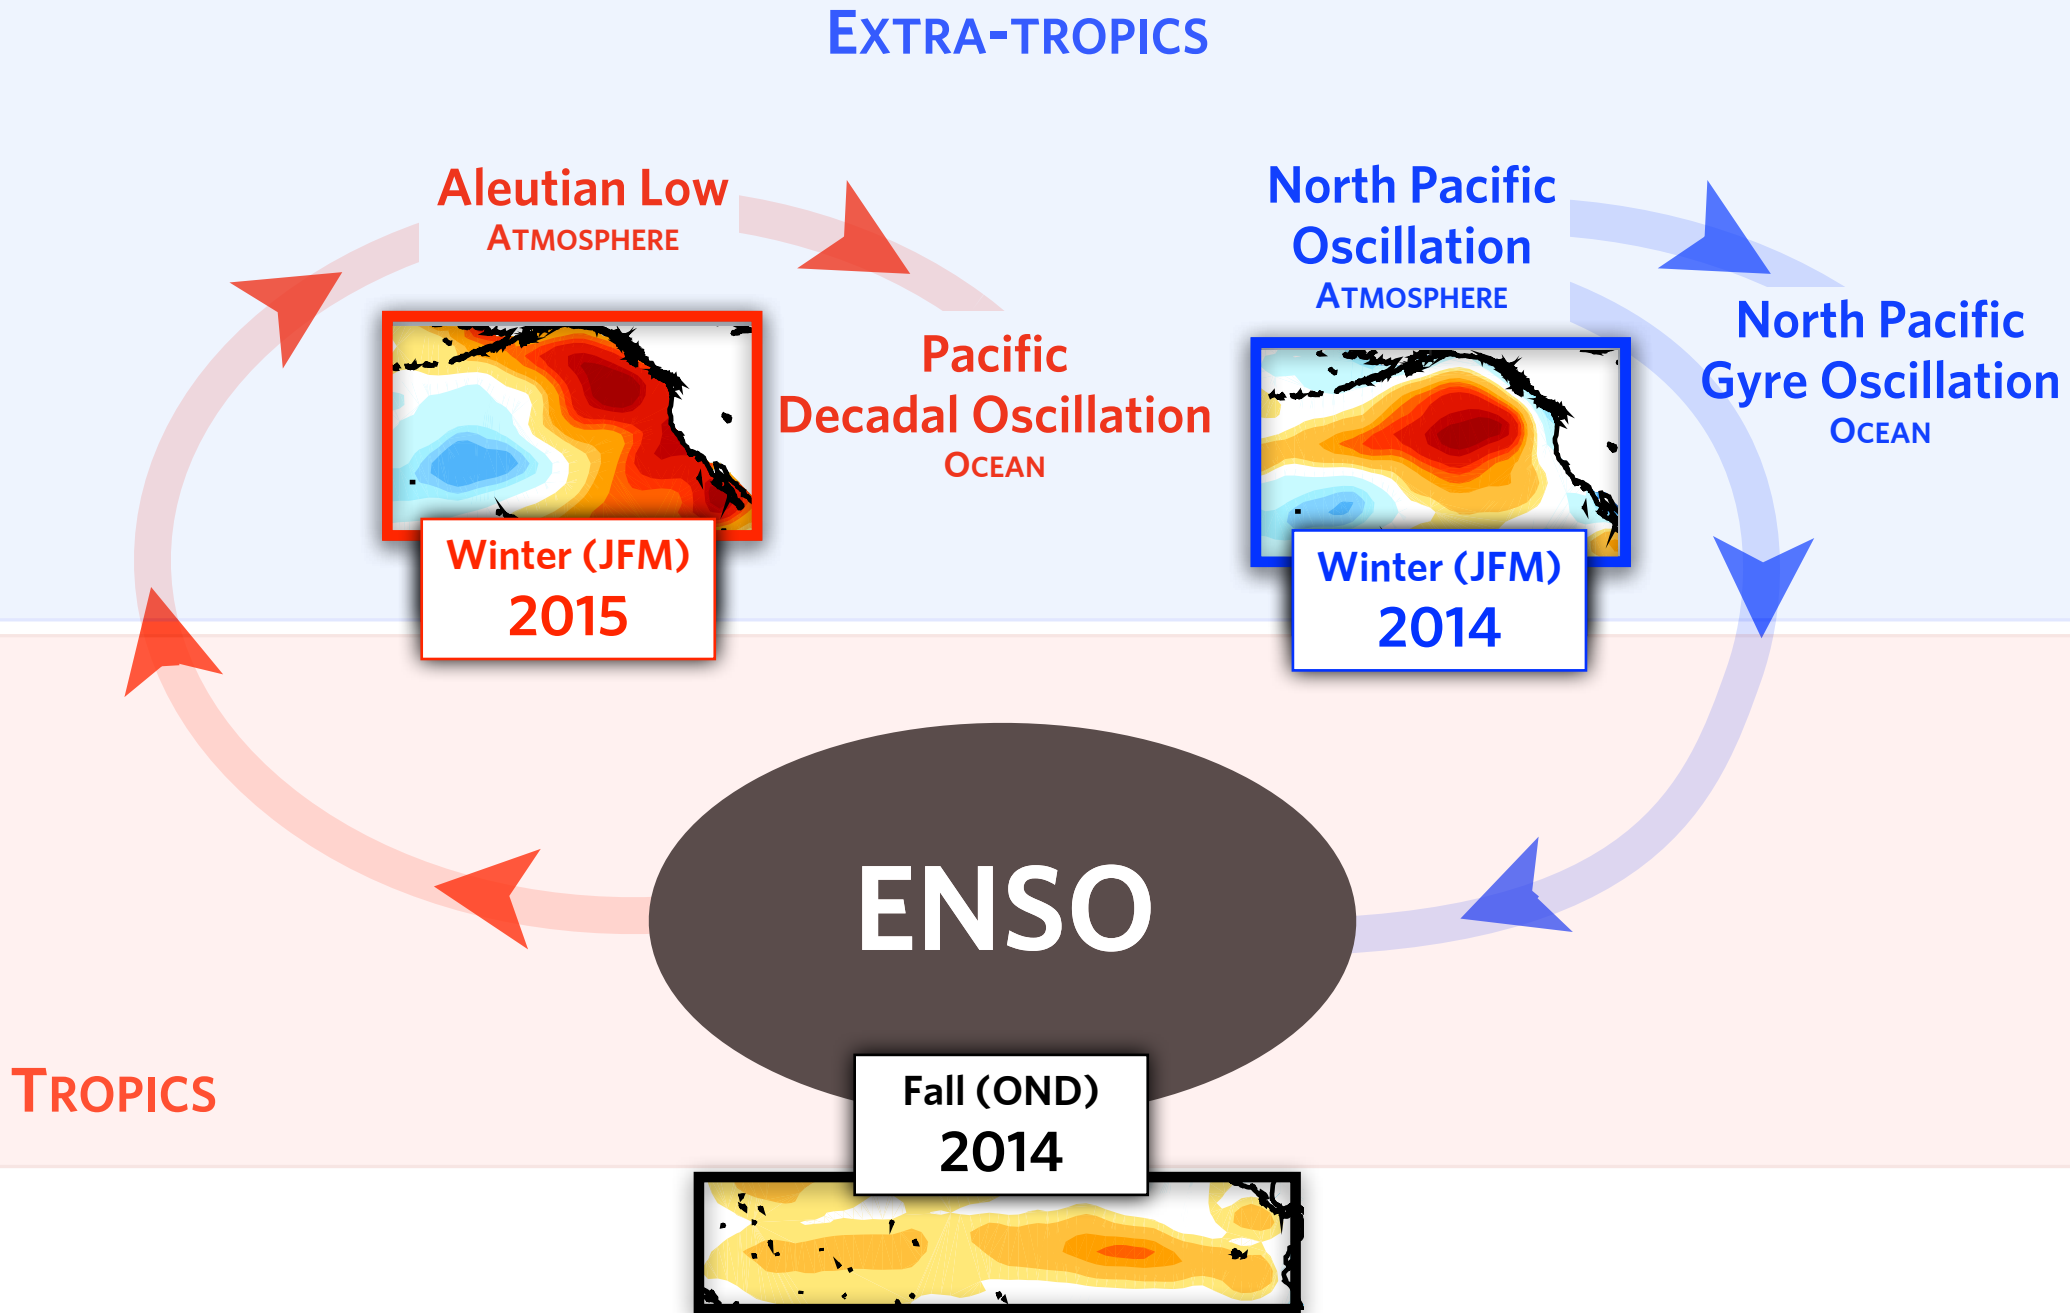 EXTRA-TROPICS
Aleutian Low
ATMOSPHERE
Pacific
Decadal Oscillation
OCEAN
Winter (JFM)
2015
North Pacific
Oscillation
ATMOSPHERE
North Pacific
Gyre Oscillation
OCEAN
Winter (JFM)
2014
ENSO
TROPICS
Fall (OND)
2014